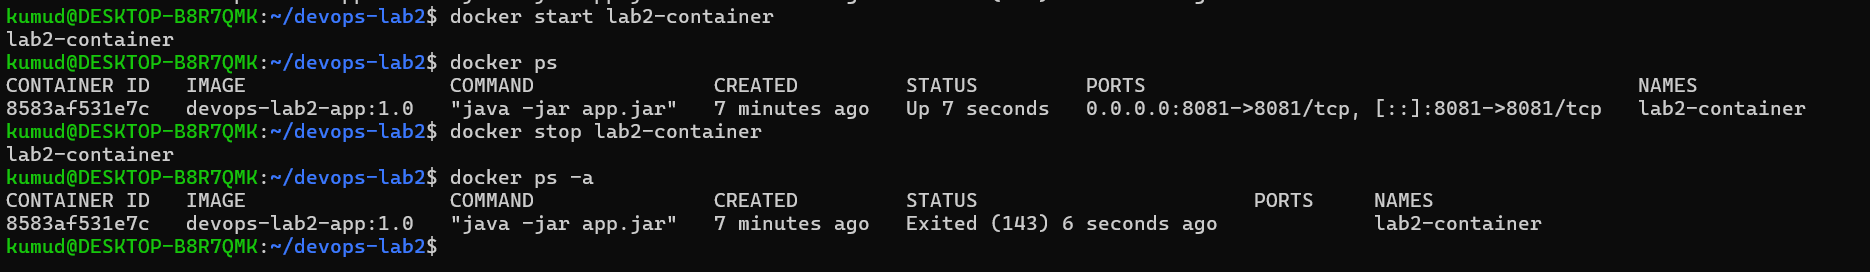 kumud@DESKTOP-B8R7QMK:~/devops-lab2$ docker start lab2-container
lab2-container
kumud@DESKTOP-B8R7QMK:~/devops-lab2$ docker ps
CONTAINER ID   IMAGE                 COMMAND               CREATED         STATUS         PORTS                                         NAMES
8583af531e7c   devops-lab2-app:1.0   "java -jar app.jar"   7 minutes ago   Up 7 seconds   0.0.0.0:8081->8081/tcp, [::]:8081->8081/tcp   lab2-container
kumud@DESKTOP-B8R7QMK:~/devops-lab2$ docker stop lab2-container
lab2-container
kumud@DESKTOP-B8R7QMK:~/devops-lab2$ docker ps -a
CONTAINER ID   IMAGE                 COMMAND               CREATED         STATUS                       PORTS     NAMES
8583af531e7c   devops-lab2-app:1.0   "java -jar app.jar"   7 minutes ago   Exited (143) 6 seconds ago             lab2-container
kumud@DESKTOP-B8R7QMK:~/devops-lab2$